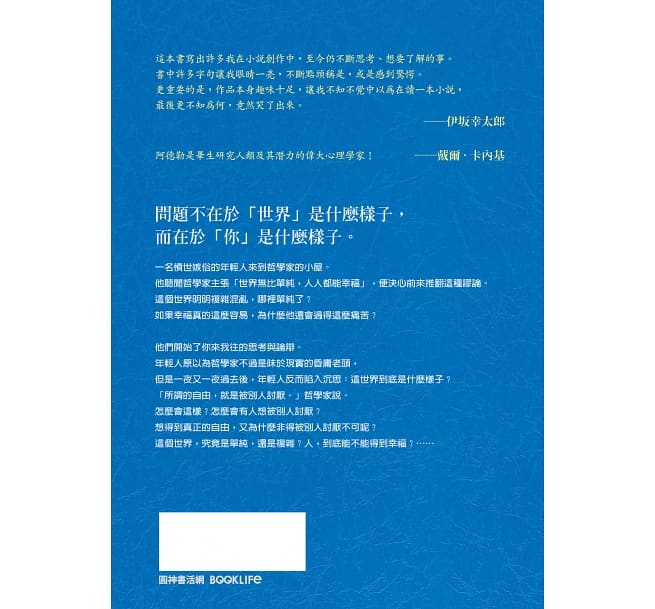 這本書寫出許多我在小說創作中，至今仍不斷思考、想要了解的事。
書中許多字句讓我眼睛一亮，不斷點頭稱是，或是感到驚愕。
更重要的是，作品本身趣味十足，讓我不知不覺中以為在讀一本小說，
最後更不知為何，竟然哭了出來。
——伊坂幸太郎
阿德勒是畢生研究人類及其潛力的偉大心理學家！ ——戴爾・卡內基
問題不在於「世界」是什麼樣子，
而在於「你」是什麼樣子。
一名憤世嫉俗的年輕人來到哲學家的小屋。
他聽聞哲學家主張「世界無比單純，人人都能幸福」，便決心前來推翻這種謬論。
這個世界明明複雜混亂，哪裡單純了？
如果幸福真的這麼容易，為什麼他還會過得這麼痛苦？
他們開始了你來我往的思考與論辯。
年輕人原以為哲學家不過是昧於現實的昏庸老頭，
但是一夜又一夜過去後，年輕人反而陷入沉思：這世界到底是什麼樣子？
「所謂的自由，就是被別人討厭。」哲學家說。
怎麼會這樣？怎麼會有人想被別人討厭？
想得到真正的自由，又為什麼非得被別人討厭不可呢？
這個世界，究竟是單純，還是複雜？人，到底能不能得到幸福？⋯⋯
圓神書活網 BOOKLIFE